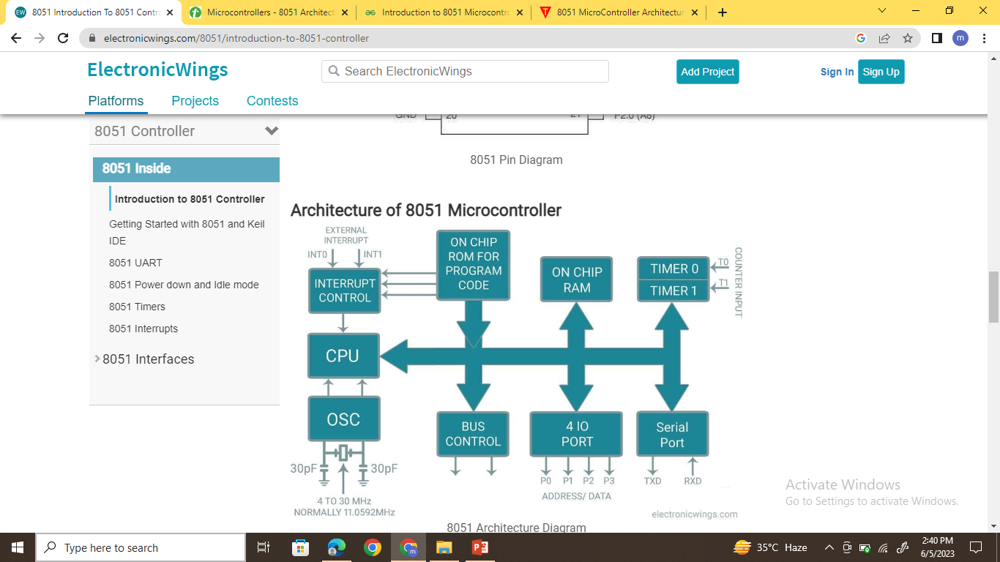 8051 Introduction To 8051 Contr
Microcontrollers - 8051 Architect
Introduction to 8051 Microcontro
8051 MicroController Architectur
electronicwings.com/8051/introduction-to-8051-controller
m
ElectronicWings
Search ElectronicWings
Add Project
Sign In
Sign Up
Platforms
Projects
Contests
8051 Controller
8051 Inside
Introduction to 8051 Controller
Getting Started with 8051 and Keil
IDE
8051 UART
8051 Power down and Idle mode
8051 Timers
8051 Interrupts
8051 Interfaces
GND
20
21
P2.0 (A8)
8051 Pin Diagram
Architecture of 8051 Microcontroller
EXTERNAL
INTERRUPT
INT0
INT1
INTERRUPT
CONTROL
ON CHIP
ROM FOR
PROGRAM
CODE
ON CHIP
RAM
TIMER 0
TIMER 1
T0
T1
COUNTER INPUT
CPU
OSC
30pF
30pF
4 TO 30 MHz
NORMALLY 11.0592MHz
BUS
CONTROL
4 IO
PORT
P0 P1 P2 P3
ADDRESS/ DATA
Serial
Port
TXD
RXD
electronicwings.com
8051 Architecture Diagram
Activate Windows
Go to Settings to activate Windows.
Type here to search
35°C Haze
2:40 PM
6/5/2023